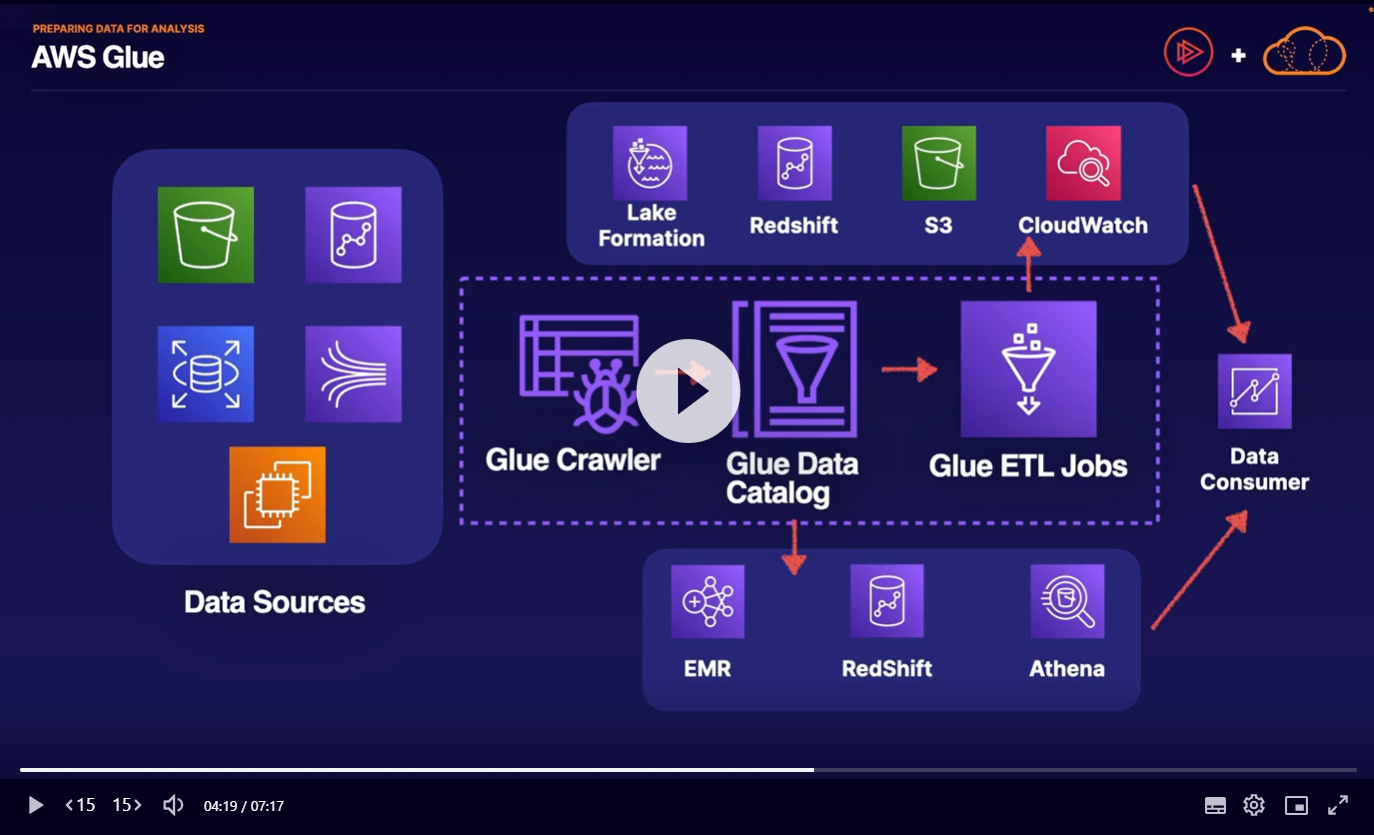 PREPARING DATA FOR ANALYSIS
AWS Glue
Lake
Formation
Redshift
S3
CloudWatch
Glue Crawler
Glue Data
Catalog
Glue ETL Jobs
Data
Consumer
Data Sources
EMR
RedShift
Athena
<15 15> 04:19 / 07:17